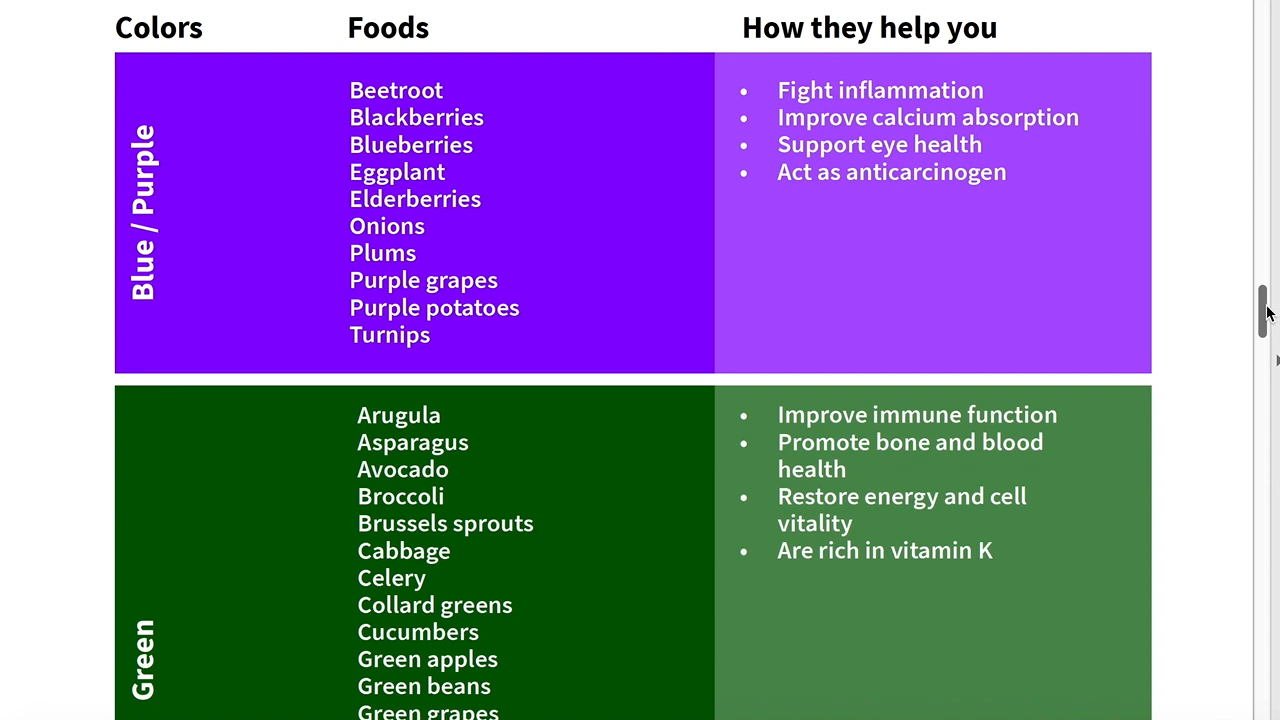 Colors Foods How they help you
Blue / Purple
Beetroot
Blackberries
Blueberries
Eggplant
Elderberries
Onions
Plums
Purple grapes
Purple potatoes
Turnips
• Fight inflammation
• Improve calcium absorption
• Support eye health
• Act as anticarcinogen
Green
Arugula
Asparagus
Avocado
Broccoli
Brussels sprouts
Cabbage
Celery
Collard greens
Cucumbers
Green apples
Green beans
Green grapes
• Improve immune function
• Promote bone and blood
health
• Restore energy and cell
vitality
• Are rich in vitamin K